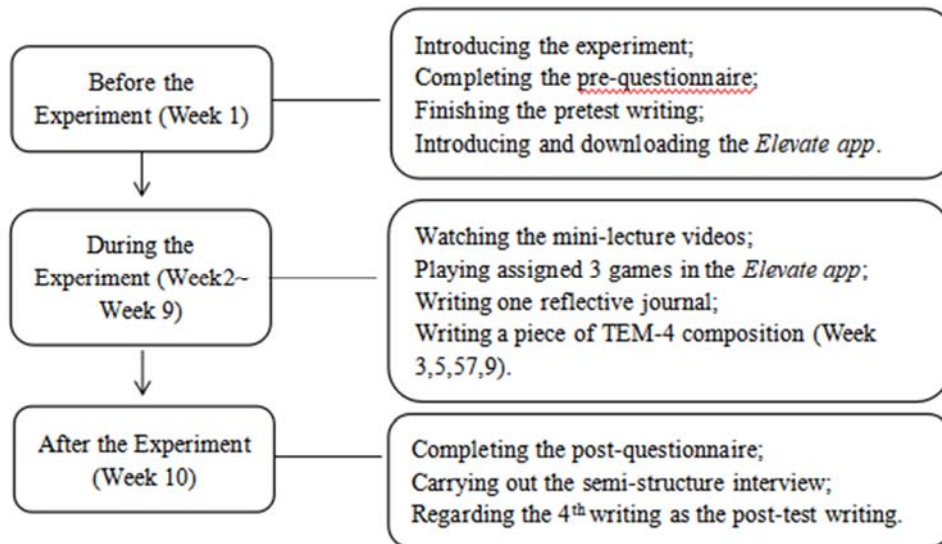 Before the
Experiment (Week 1)
Introducing the experiment;
Completing the pre-questionnaire;
Finishing the pretest writing;
Introducing and downloading the Elevate app.
During the
Experiment (Week2~
Week 9)
Watching the mini-lecture videos;
Playing assigned 3 games in the Elevate app;
Writing one reflective journal;
Writing a piece of TEM-4 composition (Week
3,5,57,9).
After the Experiment
(Week 10)
Completing the post-questionnaire;
Carrying out the semi-structure interview;
Regarding the 4th writing as the post-test writing.